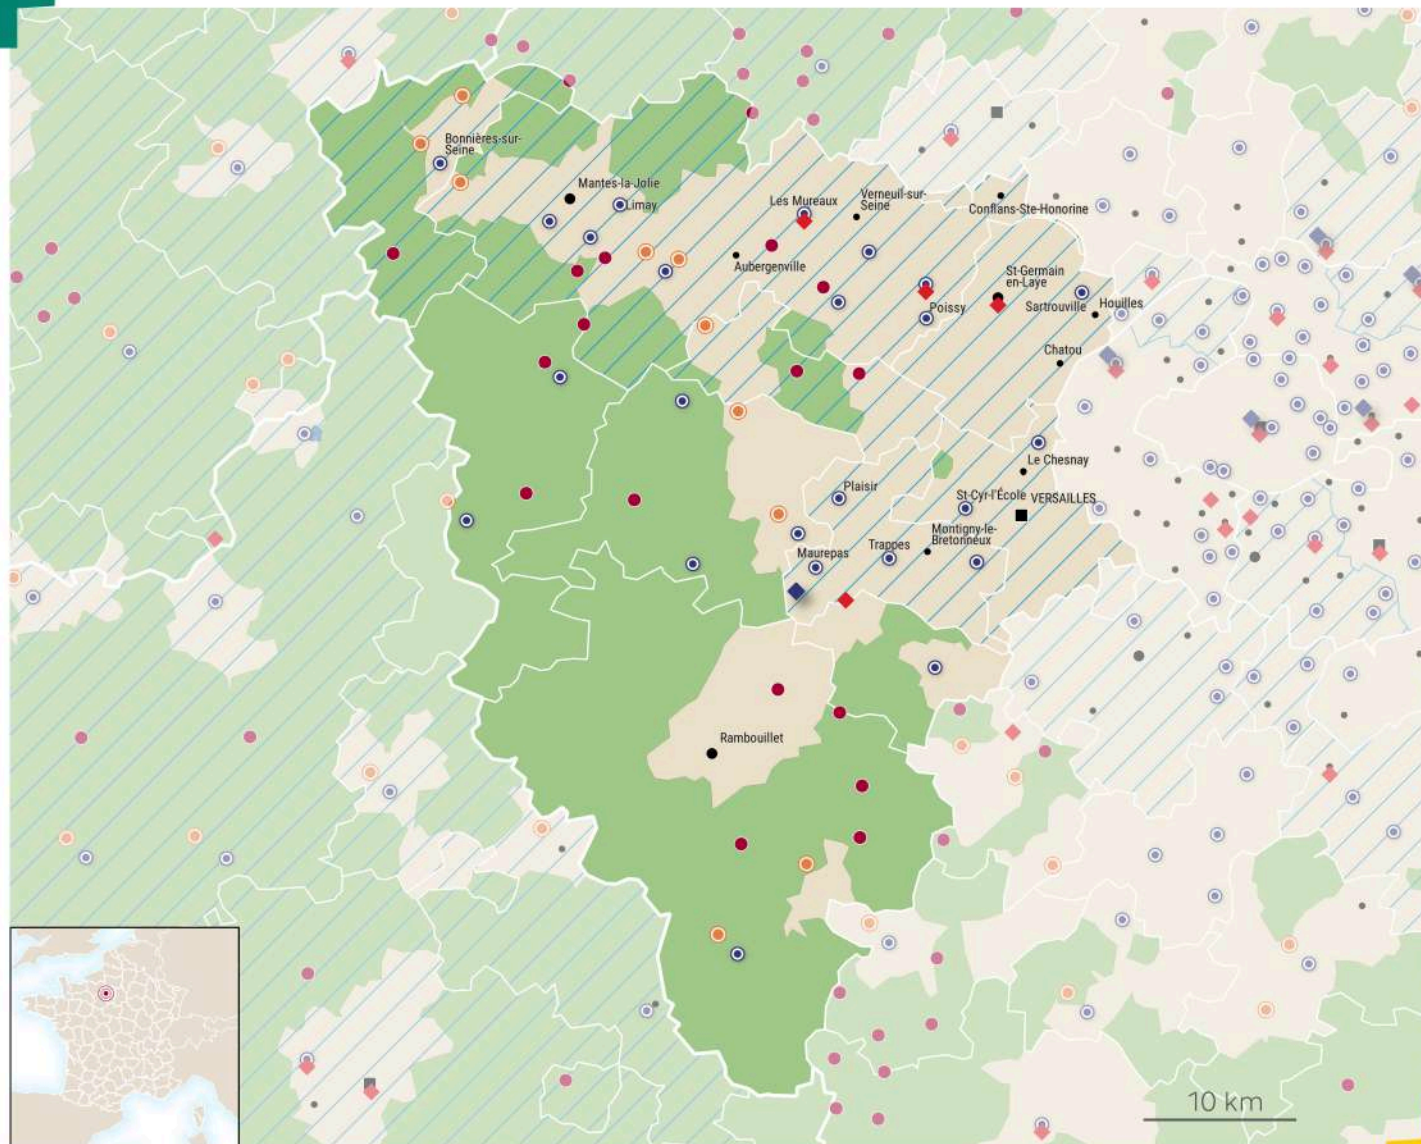 Bonnières-sur-
Seine
Mantes-la-Jolie
Limay
Les Mureaux
Verneuil-sur-
Seine
Conflans-Ste-Honorine
Aubergenville
St-Germain
en-Laye
Poissy
Sartrouville
Houilles
Chatou
Le Chesnay
Plaisir
St-Cyr-l'École
VERSAILLES
Montigny-le-
Bretonneux
Trappes
Maurepas
Rambouillet
10 km